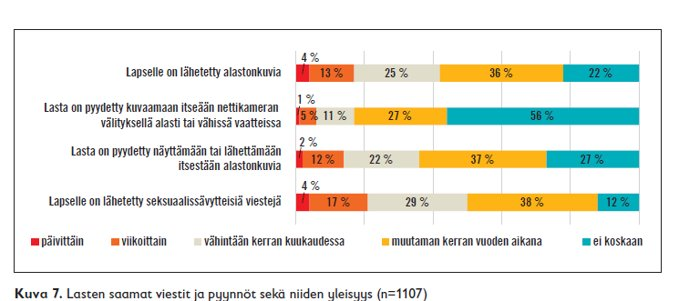 4 %
Lapselle on lähetetty alastonkuvia 13 % 25 % 36 % 22 %
1 %
Lasta on pyydetty kuvaamaan itseään nettikameran
välityksellä alasti tai vähissä vaatteissa 5 % 11 % 27 % 56 %
2 %
Lasta on pyydetty näyttämään tai lähettämään
itsestään alastonkuvia 12 % 22 % 37 % 27 %
4 %
Lapselle on lähetetty seksuaalissävytteisiä viestejä 17 % 29 % 38 % 12 %
päivittäin viikoittain vähintään kerran kuukaudessa muutaman kerran vuoden aikana ei koskaan
Kuva 7. Lasten saamat viestit ja pyynnöt sekä niiden yleisyys (n=1107)